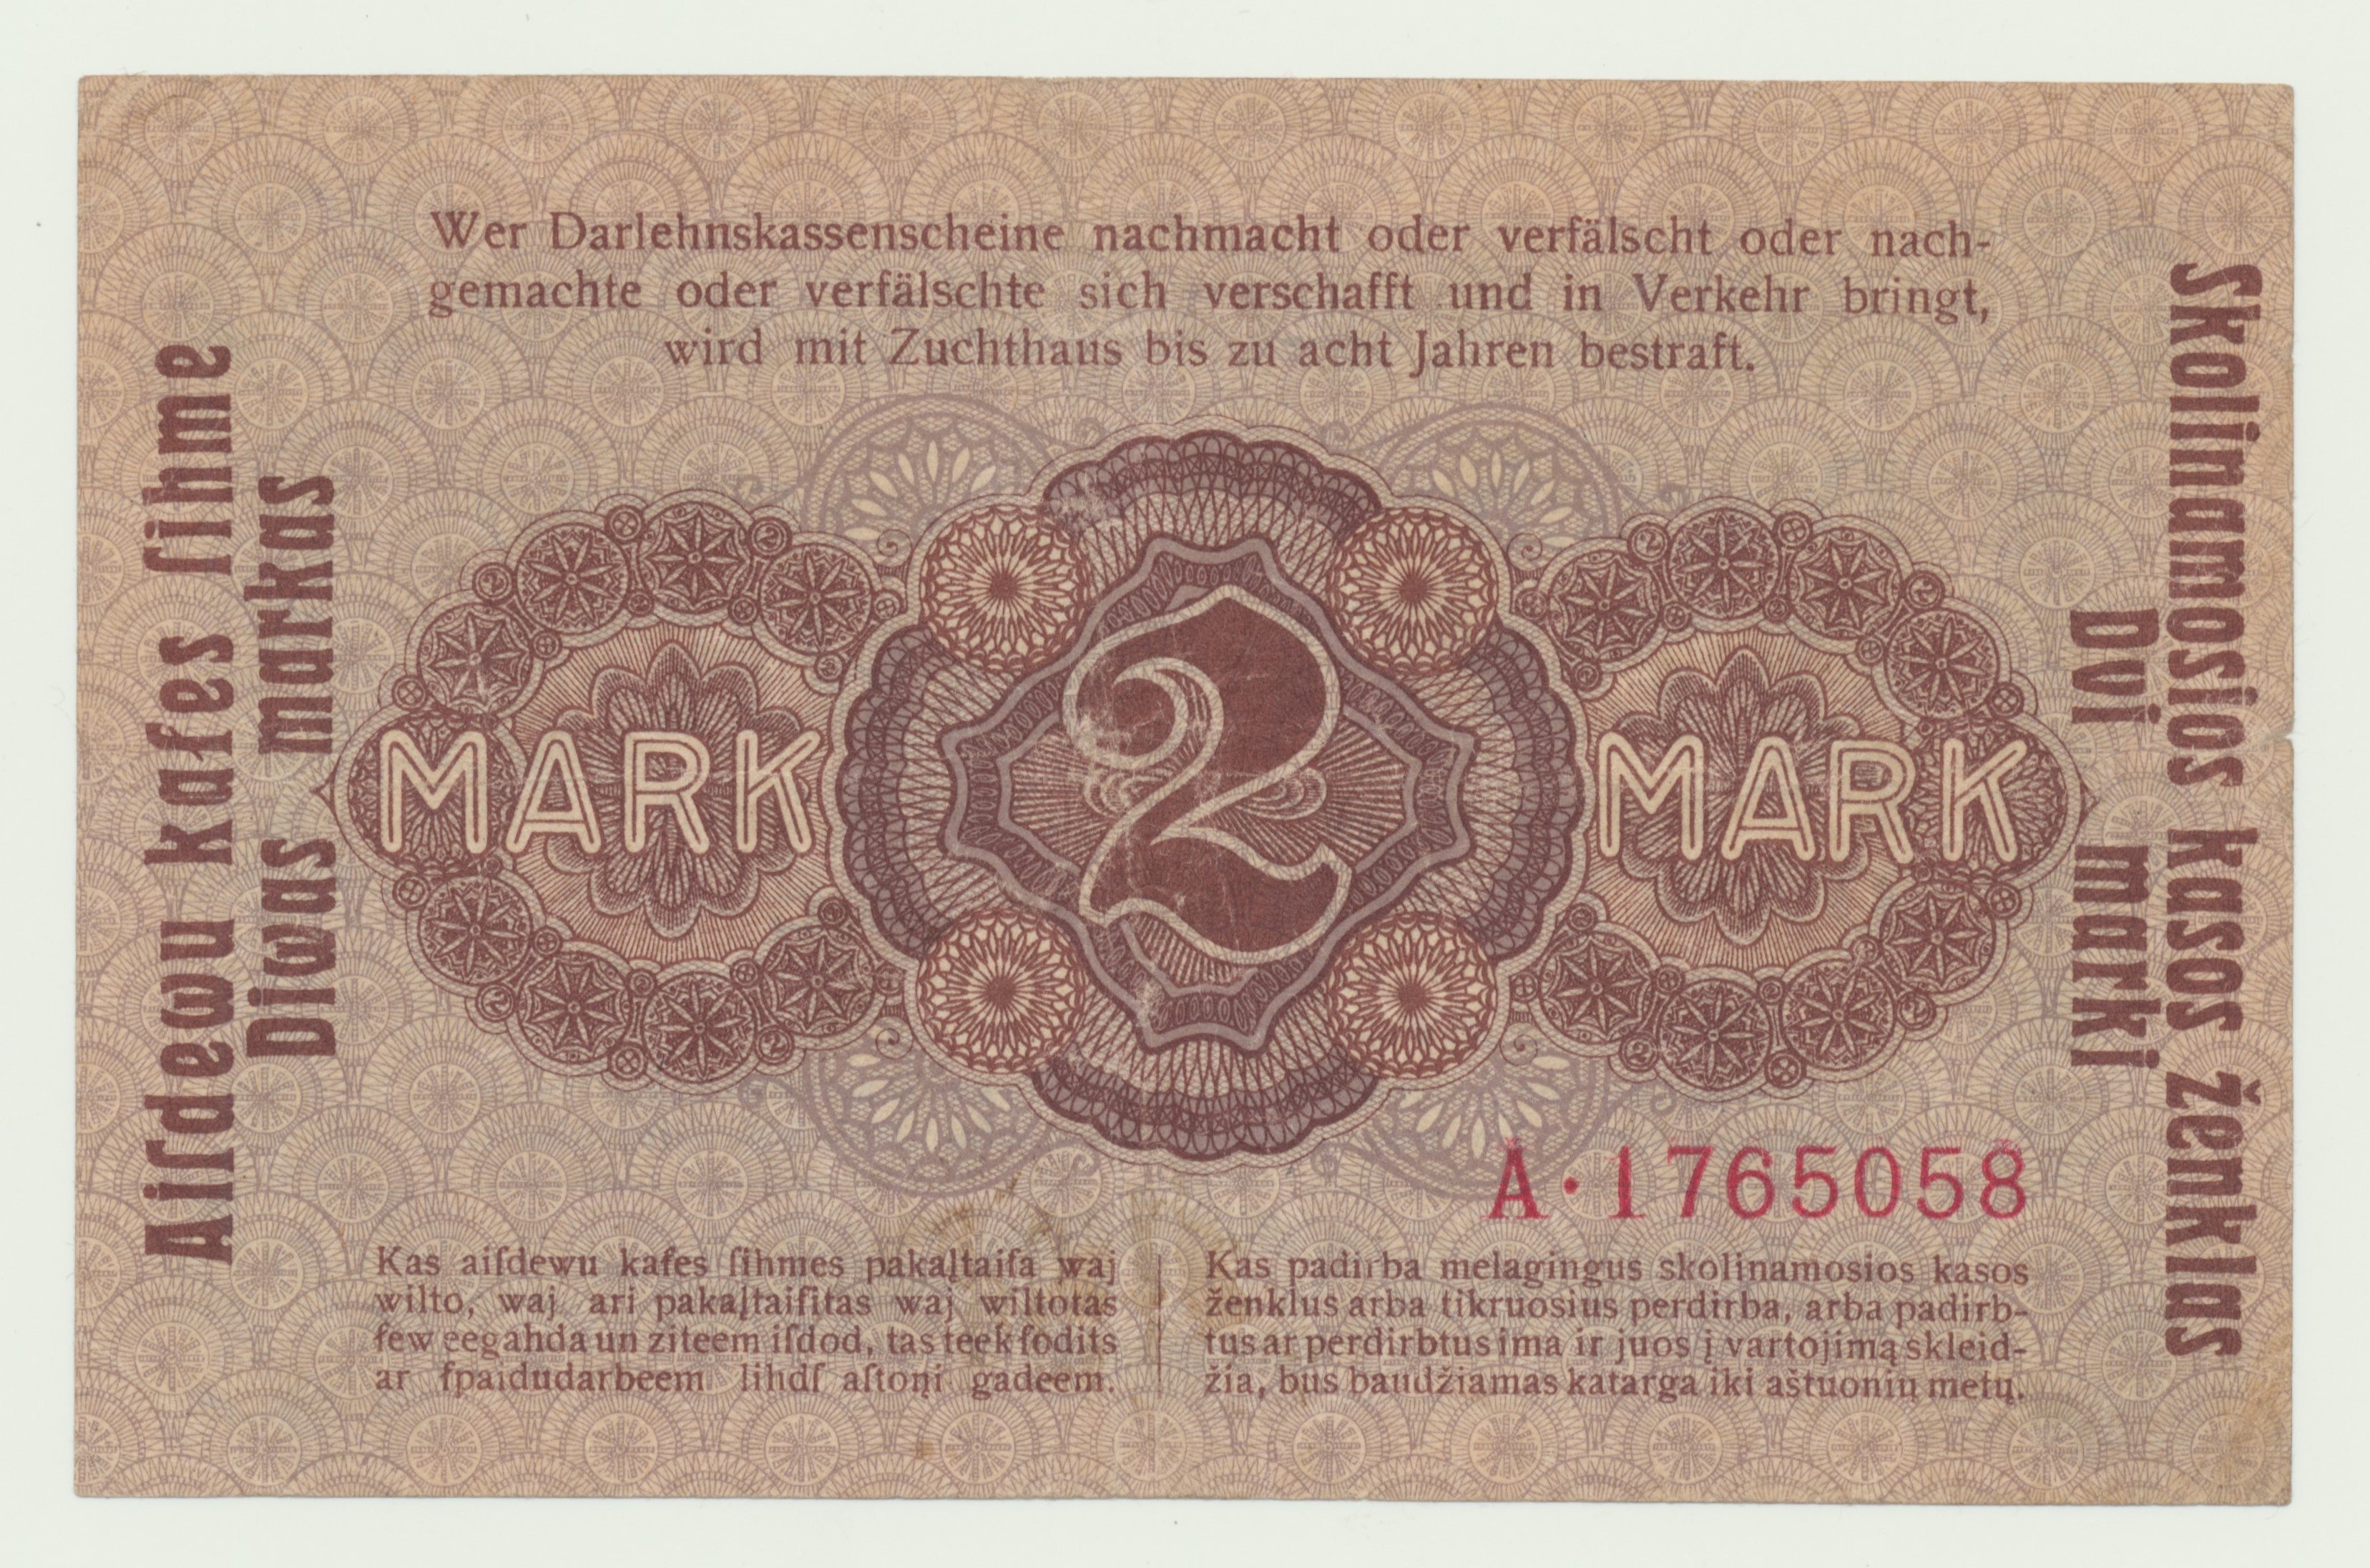 Wer Darlehnskassenscheine nachmacht oder verfälscht oder nach-
gemachte oder verfälschte sich verschafft und in Verkehr bringt,
wird mit Zuchthaus bis zu acht Jahren bestraft.
Aiſdewu kaſes ſihme
Diwas markas
MARK
2
MARK
Skolinamosios kasos ženklas
Dvi marki
A·1765058
Kas aiſdewu kaſes ſihmes pakaļtaiſa waj
wilto, waj ari pakaļtaiſitas waj wiltotas
ſew eegahda un ziteem iſdod, tas teek ſodits
ar ſpaidudarbeem lihdſ aſtoņi gadeem.
Kas padirba melagingus skolinamosios kasos
ženklus arba tikruosius perdirba, arba padirb-
tus ar perdirbtus ima ir juos į vartojimą skleid-
žia, bus baudžiamas katarga iki aštuonių metų.